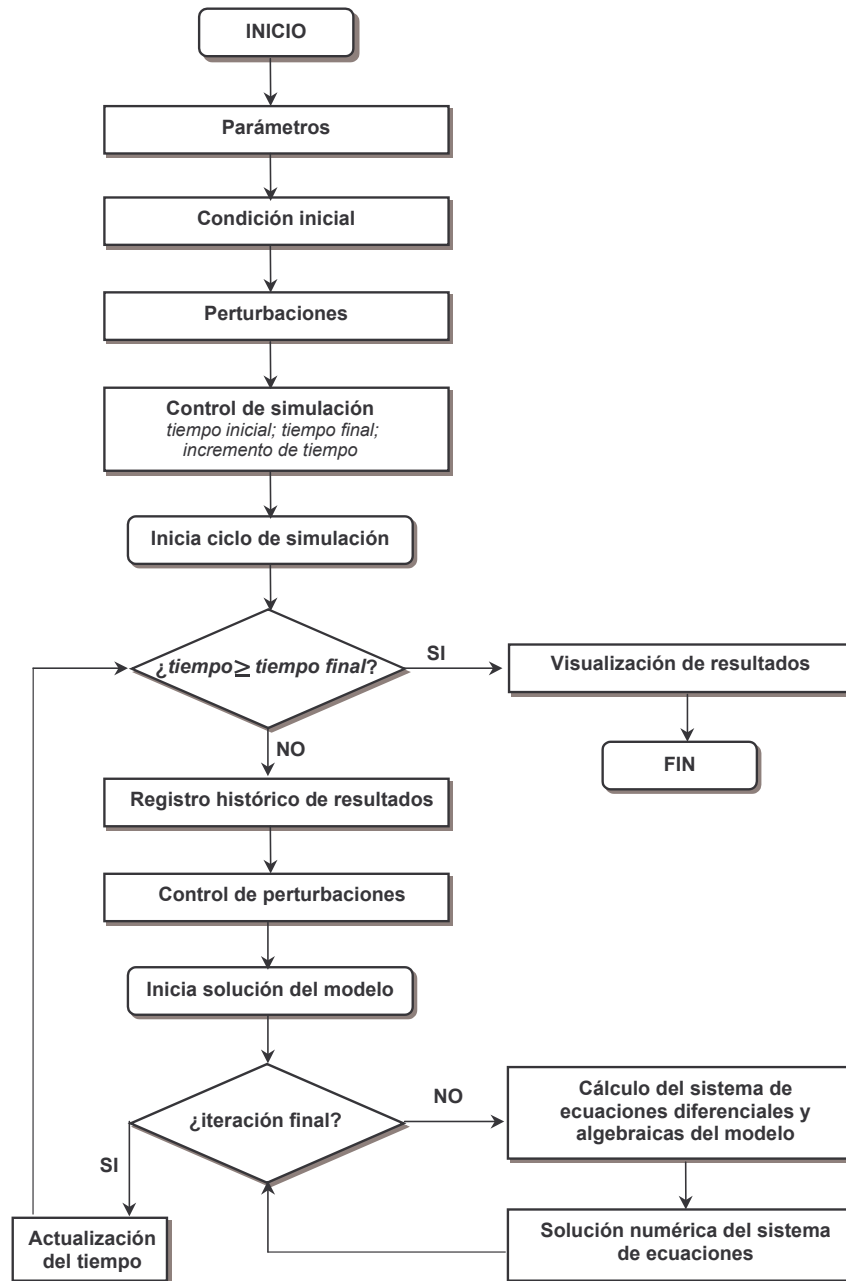 INICIO
Parámetros
Condición inicial
Perturbaciones
Control de simulación
tiempo inicial; tiempo final;
incremento de tiempo
Inicia ciclo de simulación
¿tiempo≥ tiempo final?
SI
Visualización de resultados
FIN
NO
Registro histórico de resultados
Control de perturbaciones
Inicia solución del modelo
¿iteración final?
NO
Cálculo del sistema de
ecuaciones diferenciales y
algebraicas del modelo
SI
Solución numérica del sistema
de ecuaciones
Actualización
del tiempo